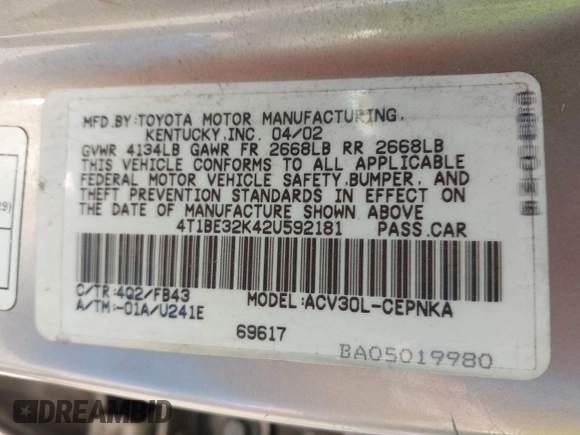 MFD.BY:TOYOTA MOTOR MANUFACTURING,
KENTUCKY,INC. 04/02
GVWR 4134LB GAWR FR 2668LB RR 2668LB
THIS VEHICLE CONFORMS TO ALL APPLICABLE
FEDERAL MOTOR VEHICLE SAFETY,BUMPER, AND
THEFT PREVENTION STANDARDS IN EFFECT ON
THE DATE OF MANUFACTURE SHOWN ABOVE
4T1BE32K42U592181 PASS.CAR
C/TR:4Q2/FB43 MODEL:ACV30L-CEPNKA
A/TM:-01A/U241E
69617
BA05019980
DREAMBID